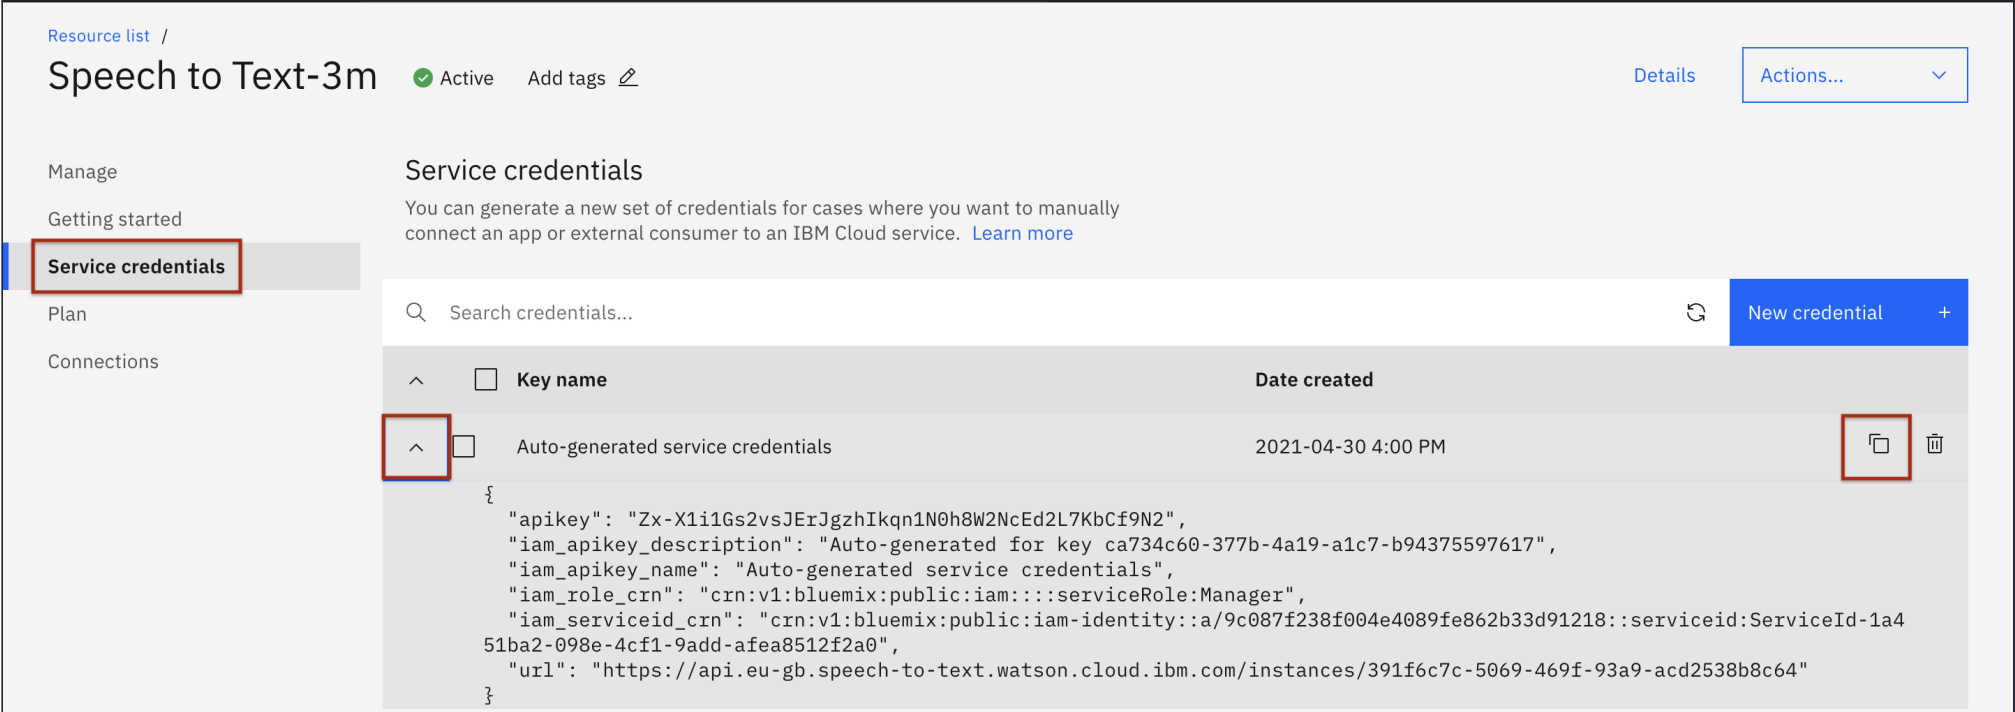 Resource list /
Speech to Text-3m
Active
Add tags
Details
Actions...
Manage
Getting started
Service credentials
Plan
Connections
Service credentials
You can generate a new set of credentials for cases where you want to manually
connect an app or external consumer to an IBM Cloud service. Learn more
Search credentials...
New credential +
Key name
Date created
Auto-generated service credentials
2021-04-30 4:00 PM
{
"apikey": "Zx-X1i1Gs2vsJErJgzhIkqn1N0h8W2NcEd2L7KbCf9N2",
"iam_apikey_description": "Auto-generated for key ca734c60-377b-4a19-a1c7-b94375597617",
"iam_apikey_name": "Auto-generated service credentials",
"iam_role_crn": "crn:v1:bluemix:public:iam::::serviceRole:Manager",
"iam_serviceid_crn": "crn:v1:bluemix:public:iam-identity::a/9c087f238f004e4089fe862b33d91218::serviceid:ServiceId-1a4
51ba2-098e-4cf1-9add-afea8512f2a0",
"url": "https://api.eu-gb.speech-to-text.watson.cloud.ibm.com/instances/391f6c7c-5069-469f-93a9-acd2538b8c64"
}